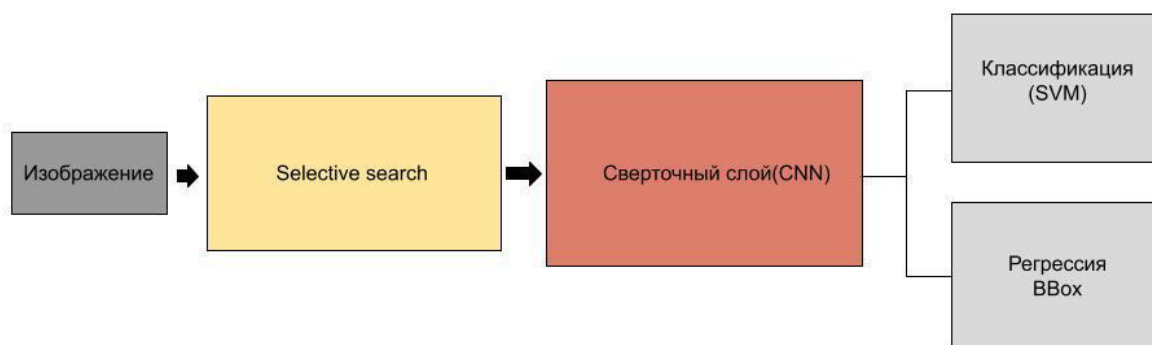 Изображение
Selective search
Сверточный слой(CNN)
Классификация
(SVM)
Регрессия
BBox